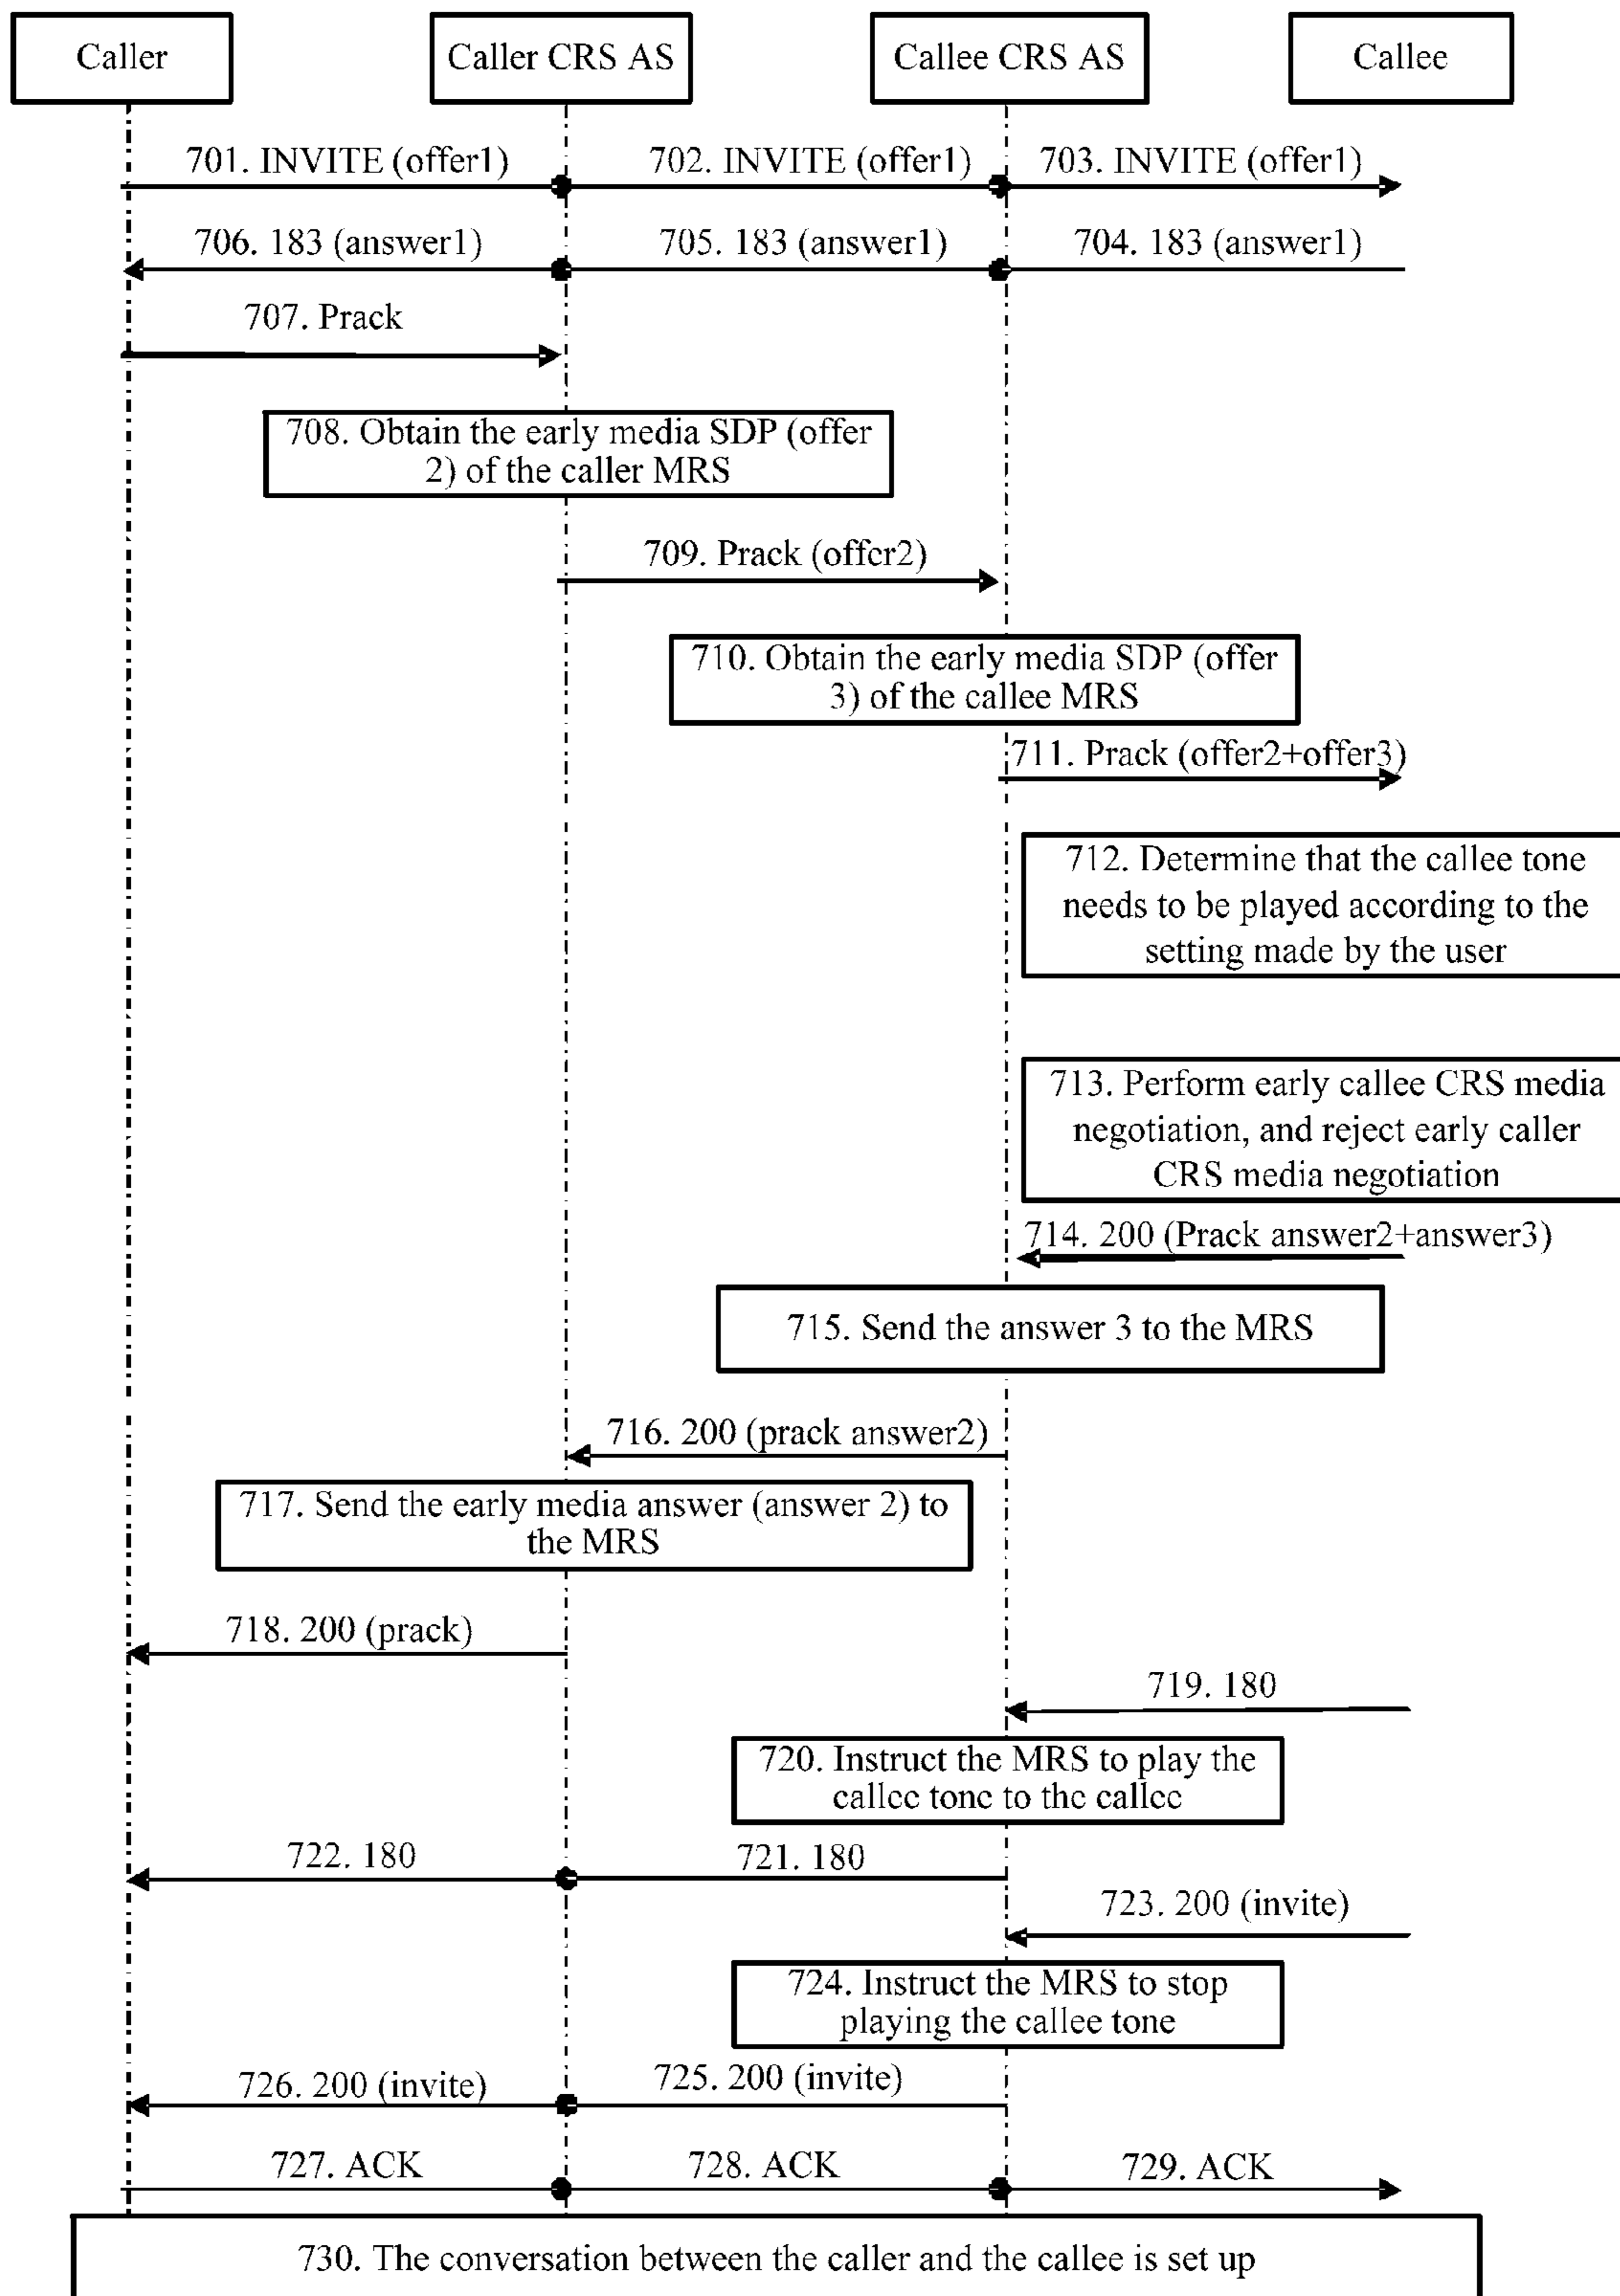 Caller
Caller CRS AS
Callee CRS AS
Callee
701. INVITE (offer1)
702. INVITE (offer1)
703. INVITE (offer1)
706. 183 (answer1)
705. 183 (answer1)
704. 183 (answer1)
707. Prack
708. Obtain the early media SDP (offer
2) of the caller MRS
709. Prack (offer2)
710. Obtain the early media SDP (offer
3) of the callee MRS
711. Prack (offer2+offer3)
712. Determine that the callee tone
needs to be played according to the
setting made by the user
713. Perform early callee CRS media
negotiation, and reject early caller
CRS media negotiation
714. 200 (Prack answer2+answer3)
715. Send the answer 3 to the MRS
716. 200 (prack answer2)
717. Send the early media answer (answer 2) to
the MRS
718. 200 (prack)
719. 180
720. Instruct the MRS to play the
callee tone to the callee
722. 180
721. 180
723. 200 (invite)
724. Instruct the MRS to stop
playing the callee tone
726. 200 (invite)
725. 200 (invite)
727. ACK
728. ACK
729. ACK
730. The conversation between the caller and the callee is set up